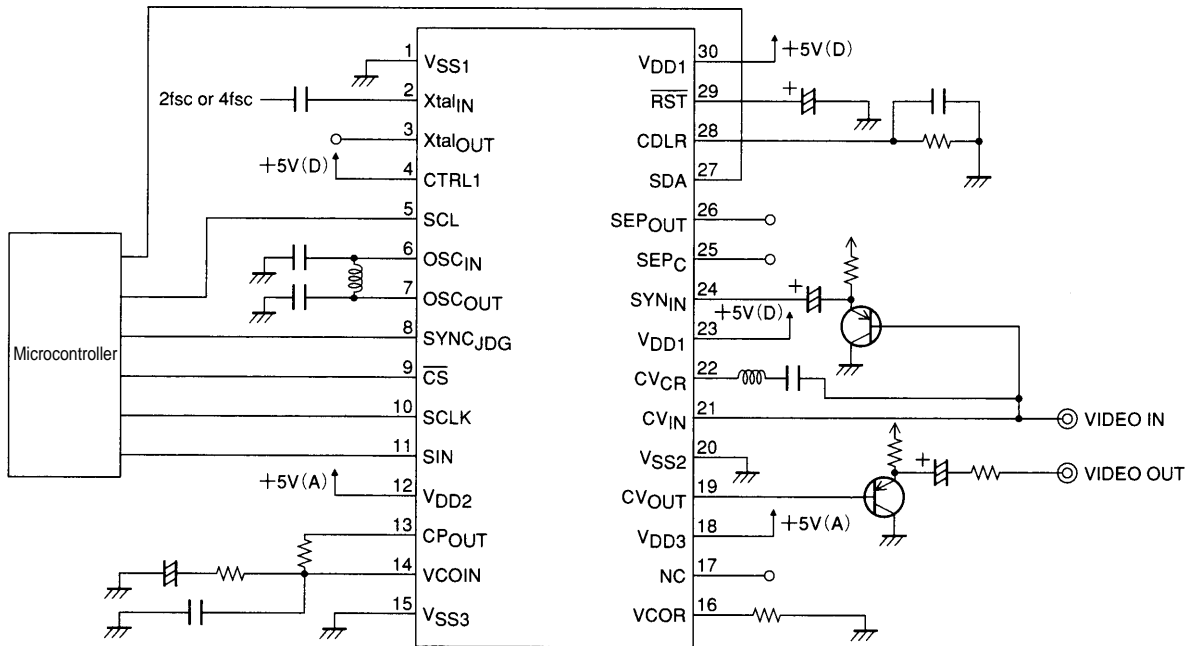 1 VSS1
2fsc or 4fsc 2 XtalIN
3 XtalOUT
+5V(D) 4 CTRL1
5 SCL
6 OSCIN
7 OSCOUT
8 SYNCJDG
Microcontroller
9 CS
10 SCLK
11 SIN
+5V(A) 12 VDD2
13 CPOUT
14 VCOIN
15 VSS3
VDD1 30 +5V(D)
RST 29 +
CDLR 28
SDA 27
SEPOUT 26
SEPC 25
SYNIN 24 +
VDD1 23 +5V(D)
CVCR 22
CVIN 21 VIDEO IN
VSS2 20
CVOUT 19 + VIDEO OUT
VDD3 18 +5V(A)
NC 17
VCOR 16